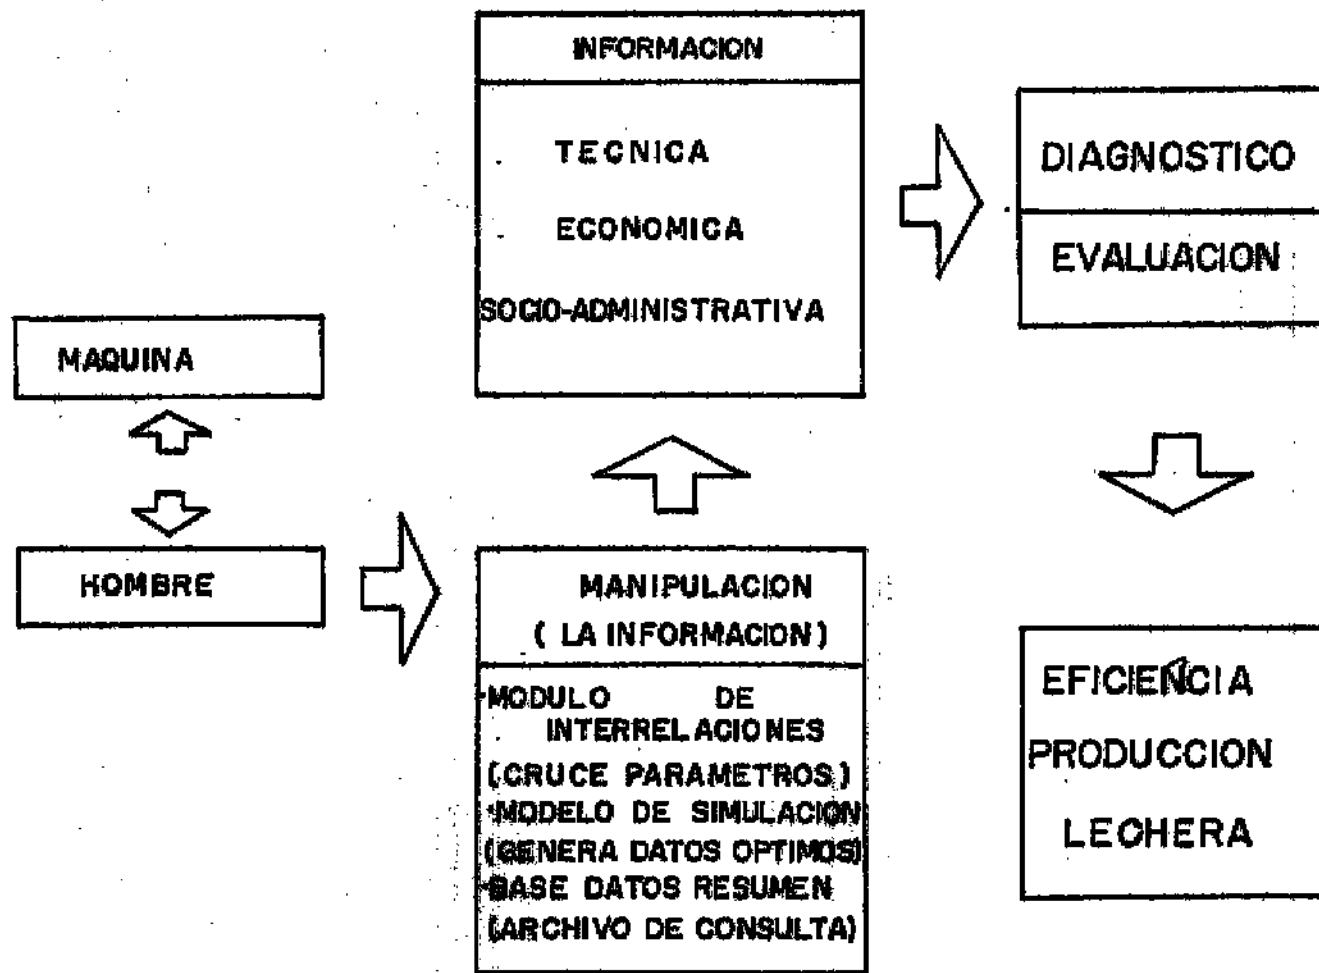 MAQUINA
HOMBRE
INFORMACION
TECNICA
ECONOMICA
SOCIO-ADMINISTRATIVA
MANIPULACION
( LA INFORMACION)
·MODULO DE
INTERRELACIONES
(CRUCE PARAMETROS)
·MODELO DE SIMULACION
(GENERA DATOS OPTIMOS)
·BASE DATOS RESUMEN
(ARCHIVO DE CONSULTA)
DIAGNOSTICO
EVALUACION
EFICIENCIA
PRODUCCION
LECHERA